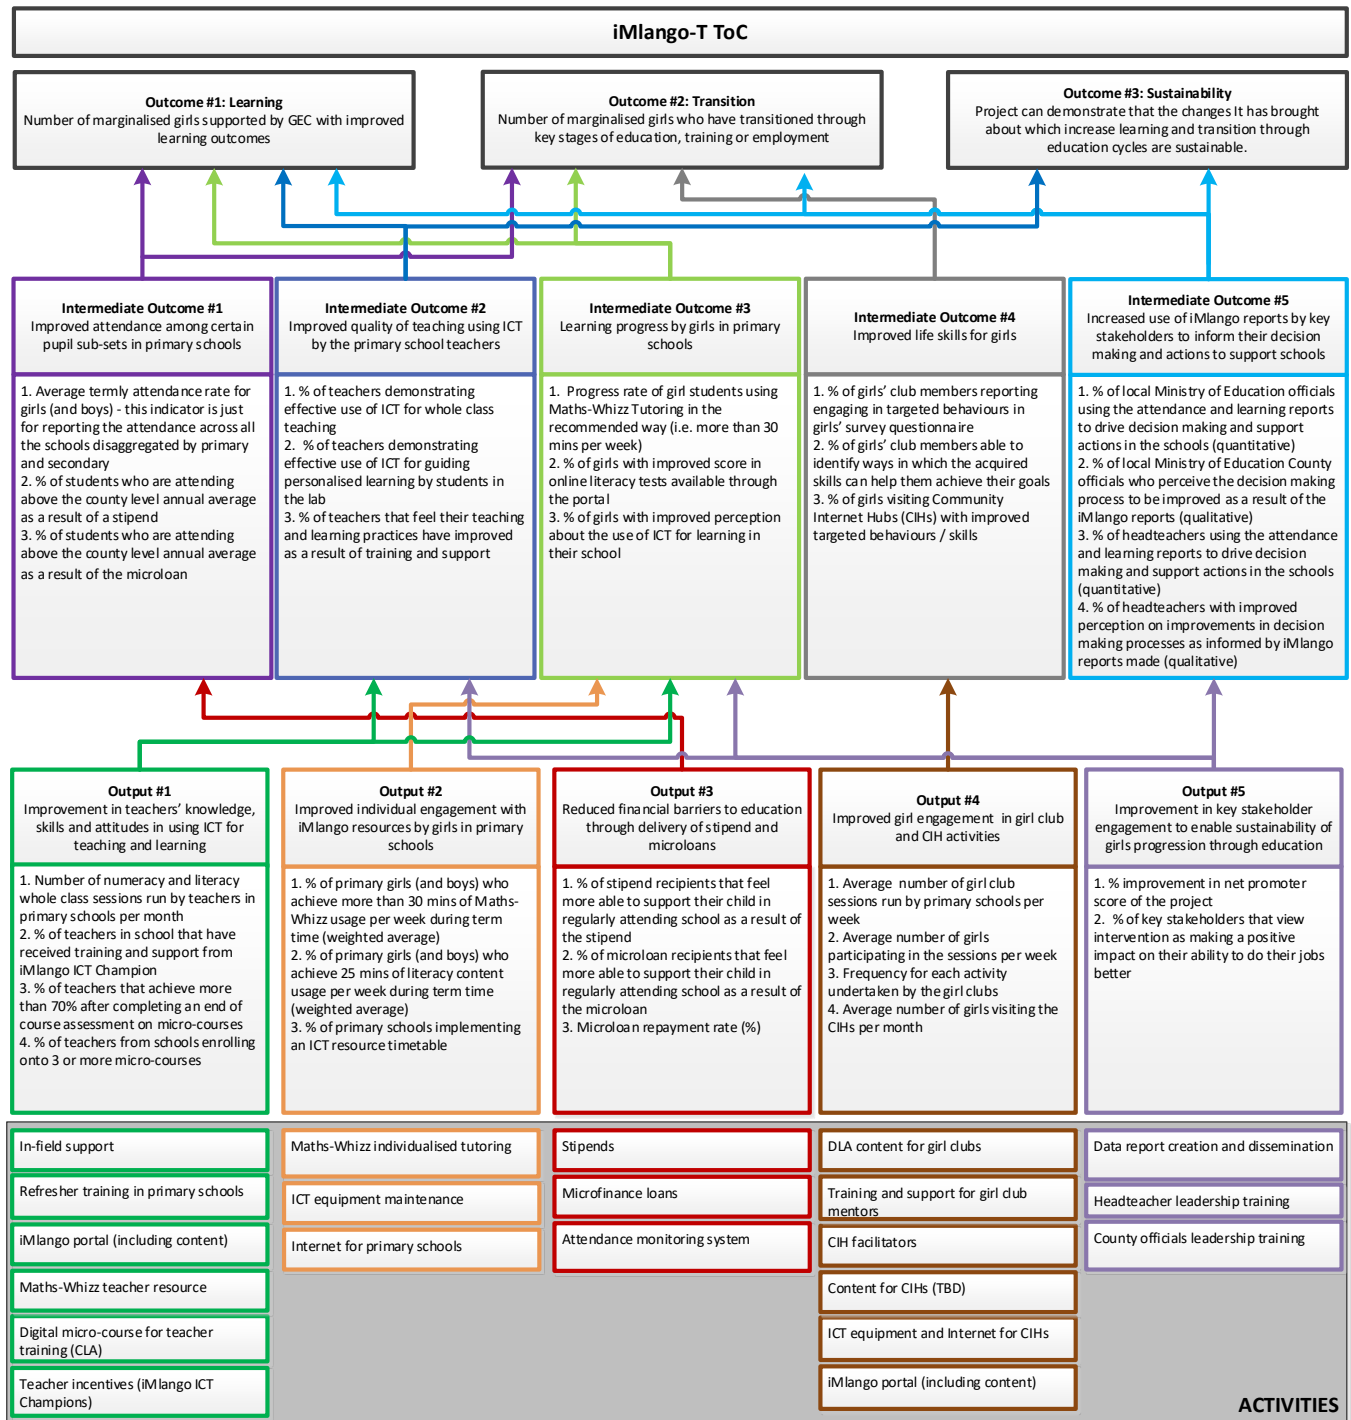 iMlango-T ToC
Outcome #1: Learning
Number of marginalised girls supported by GEC with improved
learning outcomes
Outcome #2: Transition
Number of marginalised girls who have transitioned through
key stages of education, training or employment
Outcome #3: Sustainability
Project can demonstrate that the changes It has brought
about which increase learning and transition through
education cycles are sustainable.
Intermediate Outcome #1
Improved attendance among certain
pupil sub-sets in primary schools
1. Average termly attendance rate for
girls (and boys) - this indicator is just
for reporting the attendance across all
the schools disaggregated by primary
and secondary
2. % of students who are attending
above the county level annual average
as a result of a stipend
3. % of students who are attending
above the county level annual average
as a result of the microloan
Intermediate Outcome #2
Improved quality of teaching using ICT
by the primary school teachers
1. % of teachers demonstrating
effective use of ICT for whole class
teaching
2. % of teachers demonstrating
effective use of ICT for guiding
personalised learning by students in
the lab
3. % of teachers that feel their teaching
and learning practices have improved
as a result of training and support
Intermediate Outcome #3
Learning progress by girls in primary
schools
1. Progress rate of girl students using
Maths-Whizz Tutoring in the
recommended way (i.e. more than 30
mins per week)
2. % of girls with improved score in
online literacy tests available through
the portal
3. % of girls with improved perception
about the use of ICT for learning in
their school
Intermediate Outcome #4
Improved life skills for girls
1. % of girls’ club members reporting
engaging in targeted behaviours in
girls’ survey questionnaire
2. % of girls’ club members able to
identify ways in which the acquired
skills can help them achieve their goals
3. % of girls visiting Community
Internet Hubs (CIHs) with improved
targeted behaviours / skills
Intermediate Outcome #5
Increased use of iMlango reports by key
stakeholders to inform their decision
making and actions to support schools
1. % of local Ministry of Education officials
using the attendance and learning reports
to drive decision making and support
actions in the schools (quantitative)
2. % of local Ministry of Education County
officials who perceive the decision making
process to be improved as a result of the
iMlango reports (qualitative)
3. % of headteachers using the attendance
and learning reports to drive decision
making and support actions in the schools
(quantitative)
4. % of headteachers with improved
perception on improvements in decision
making processes as informed by iMlango
reports made (qualitative)
Output #1
Improvement in teachers’ knowledge,
skills and attitudes in using ICT for
teaching and learning
1. Number of numeracy and literacy
whole class sessions run by teachers in
primary schools per month
2. % of teachers in school that have
received training and support from
iMlango ICT Champion
3. % of teachers that achieve more
than 70% after completing an end of
course assessment on micro-courses
4. % of teachers from schools enrolling
onto 3 or more micro-courses
Output #2
Improved individual engagement with
iMlango resources by girls in primary
schools
1. % of primary girls (and boys) who
achieve more than 30 mins of Maths-
Whizz usage per week during term
time (weighted average)
2. % of primary girls (and boys) who
achieve 25 mins of literacy content
usage per week during term time
(weighted average)
3. % of primary schools implementing
an ICT resource timetable
Output #3
Reduced financial barriers to education
through delivery of stipend and
microloans
1. % of stipend recipients that feel
more able to support their child in
regularly attending school as a result of
the stipend
2. % of microloan recipients that feel
more able to support their child in
regularly attending school as a result of
the microloan
3. Microloan repayment rate (%)
Output #4
Improved girl engagement in girl club
and CIH activities
1. Average number of girl club
sessions run by primary schools per
week
2. Average number of girls
participating in the sessions per week
3. Frequency for each activity
undertaken by the girl clubs
4. Average number of girls visiting the
CIHs per month
Output #5
Improvement in key stakeholder
engagement to enable sustainability of
girls progression through education
1. % improvement in net promoter
score of the project
2. % of key stakeholders that view
intervention as making a positive
impact on their ability to do their jobs
better
In-field support
Refresher training in primary schools
iMlango portal (including content)
Maths-Whizz teacher resource
Digital micro-course for teacher
training (CLA)
Teacher incentives (iMlango ICT
Champions)
Maths-Whizz individualised tutoring
ICT equipment maintenance
Internet for primary schools
Stipends
Microfinance loans
Attendance monitoring system
DLA content for girl clubs
Training and support for girl club
mentors
CIH facilitators
Content for CIHs (TBD)
ICT equipment and Internet for CIHs
iMlango portal (including content)
Data report creation and dissemination
Headteacher leadership training
County officials leadership training
ACTIVITIES